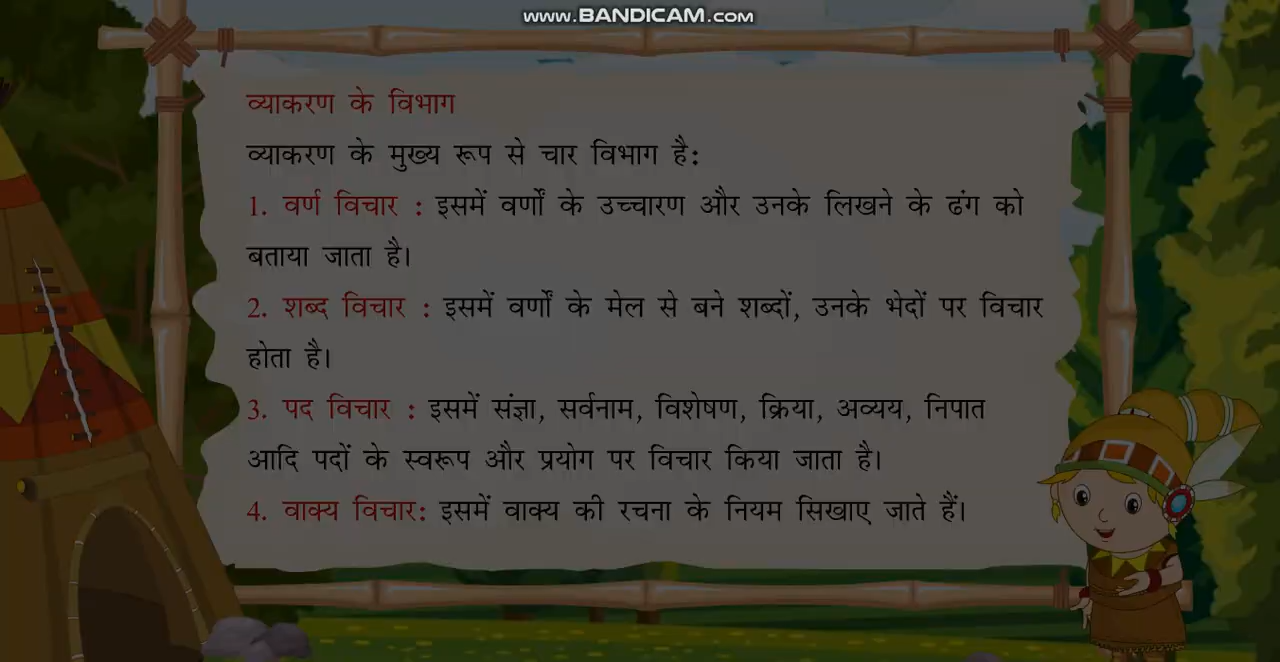 www.BANDICAM.com
व्याकरण के विभाग
व्याकरण के मुख्य रूप से चार विभाग है:
1. वर्ण विचार : इसमें वर्णों के उच्चारण और उनके लिखने के ढंग को
बताया जाता है।
2. शब्द विचार : इसमें वर्णों के मेल से बने शब्दों, उनके भेदों पर विचार
होता है।
3. पद विचार : इसमें संज्ञा, सर्वनाम, विशेषण, क्रिया, अव्यय, निपात
आदि पदों के स्वरूप और प्रयोग पर विचार किया जाता है।
4. वाक्य विचार: इसमें वाक्य की रचना के नियम सिखाए जाते हैं।